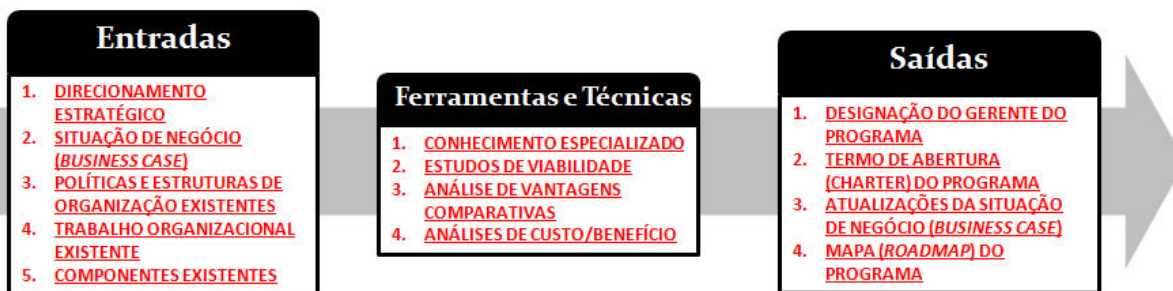 Entradas
1. DIRECIONAMENTO
ESTRATÉGICO
2. SITUAÇÃO DE NEGÓCIO
(BUSINESS CASE)
3. POLÍTICAS E ESTRUTURAS DE
ORGANIZAÇÃO EXISTENTES
4. TRABALHO ORGANIZACIONAL
EXISTENTE
5. COMPONENTES EXISTENTES
Ferramentas e Técnicas
1. CONHECIMENTO ESPECIALIZADO
2. ESTUDOS DE VIABILIDADE
3. ANÁLISE DE VANTAGENS
COMPARATIVAS
4. ANÁLISES DE CUSTO/BENEFÍCIO
Saídas
1. DESIGNAÇÃO DO GERENTE DO
PROGRAMA
2. TERMO DE ABERTURA
(CHARTER) DO PROGRAMA
3. ATUALIZAÇÕES DA SITUAÇÃO
DE NEGÓCIO (BUSINESS CASE)
4. MAPA (ROADMAP) DO
PROGRAMA